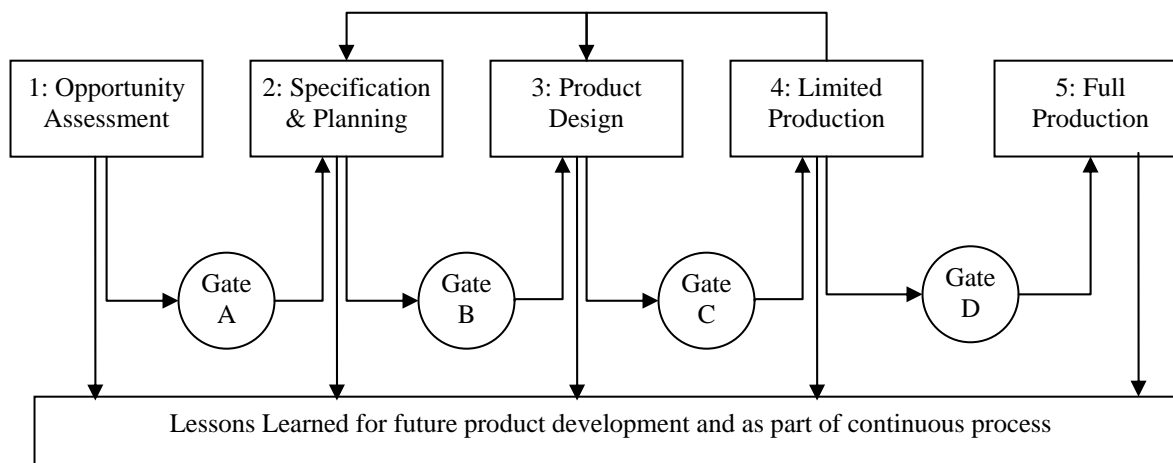 1: Opportunity
Assessment
2: Specification
& Planning
3: Product
Design
4: Limited
Production
5: Full
Production
Gate
A
Gate
B
Gate
C
Gate
D
Lessons Learned for future product development and as part of continuous process